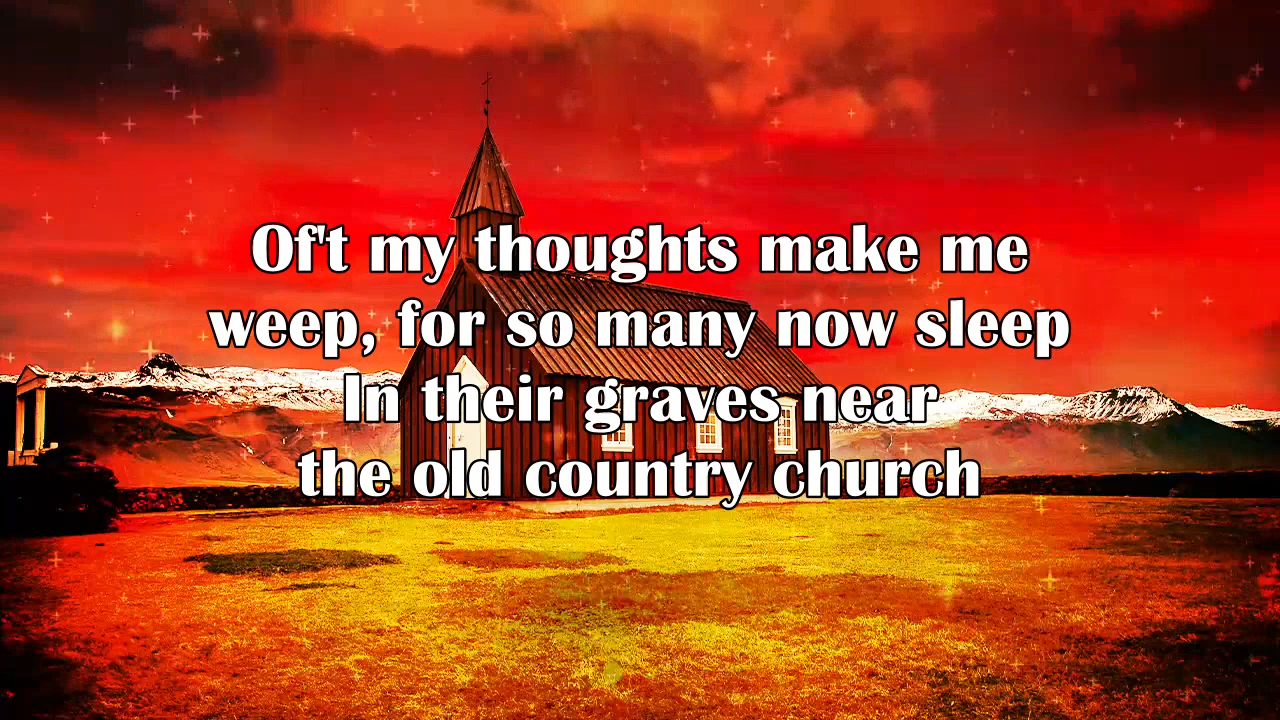 Of't my thoughts make me
weep, for so many now sleep
In their graves near
the old country church